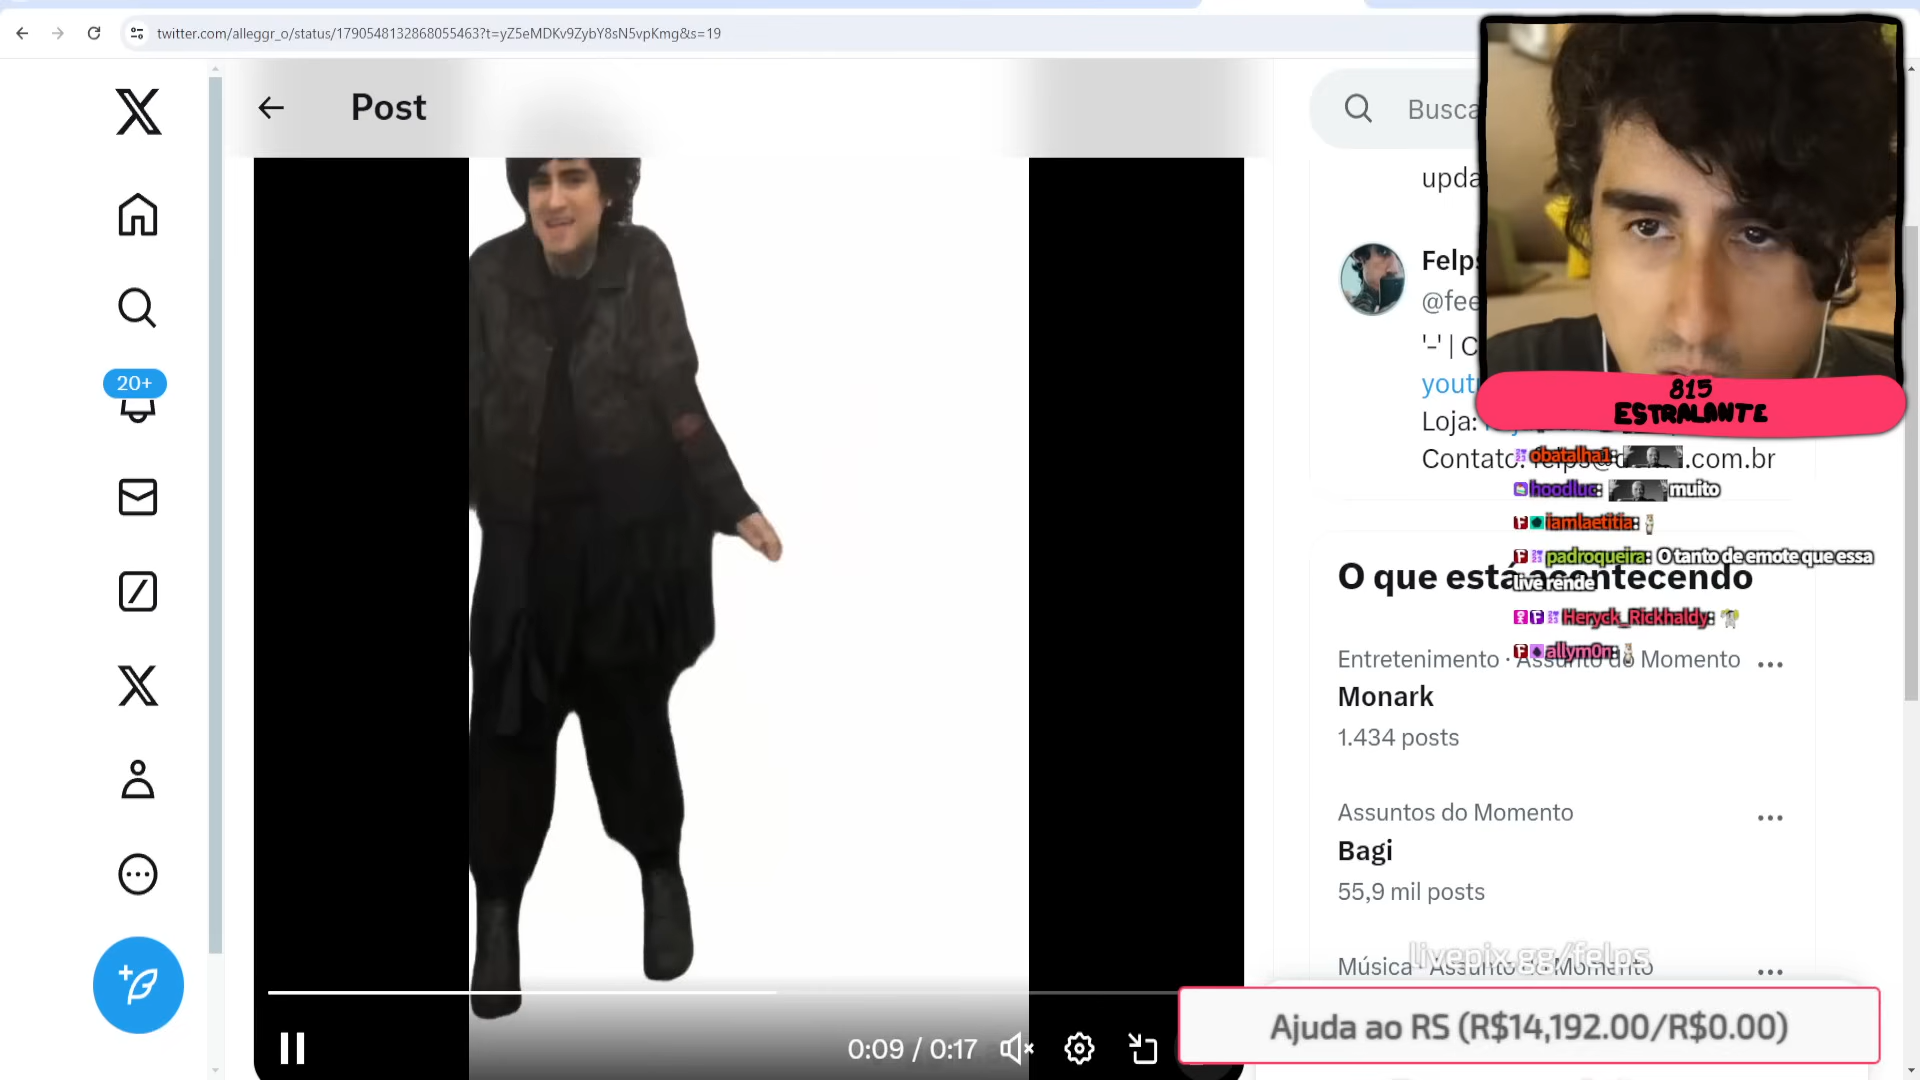 twitter.com/alleggr_o/status/1790548132868055463?t=yZ5eMDKv9ZybY8sN5vpKmg&s=19
Post
Busca
upda
20+
Felps
@fee
'-' | C
yout
Loja:
Contato:
.com.br
815
ESTRALANTE
obatalha1:
hoodluc: muito
iamlaetitia:
padroqueira: O tanto de emote que essa
live rende
Heryck_Rickhaldy:
allym0n:
O que está acontecendo
Entretenimento · Assunto do Momento
Monark
1.434 posts
Assuntos do Momento
Bagi
55,9 mil posts
livepix.gg/felps
Música · Assunto do Momento
Ajuda ao RS (R$14,192.00/R$0.00)
0:09 / 0:17